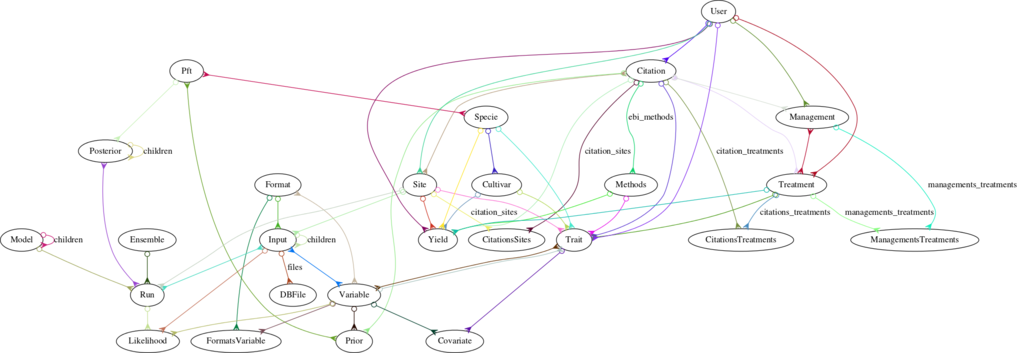 User
Pft
Citation
Specie
ebi_methods
Management
Posterior
children
citation_sites
citation_treatments
Format
Site
Cultivar
Methods
Treatment
managements_treatments
citation_sites
citations_treatments
managements_treatments
Model
children
Ensemble
Input
children
Yield
CitationsSites
Trait
CitationsTreatments
ManagementsTreatments
files
Run
DBFile
Variable
Likelihood
FormatsVariable
Prior
Covariate